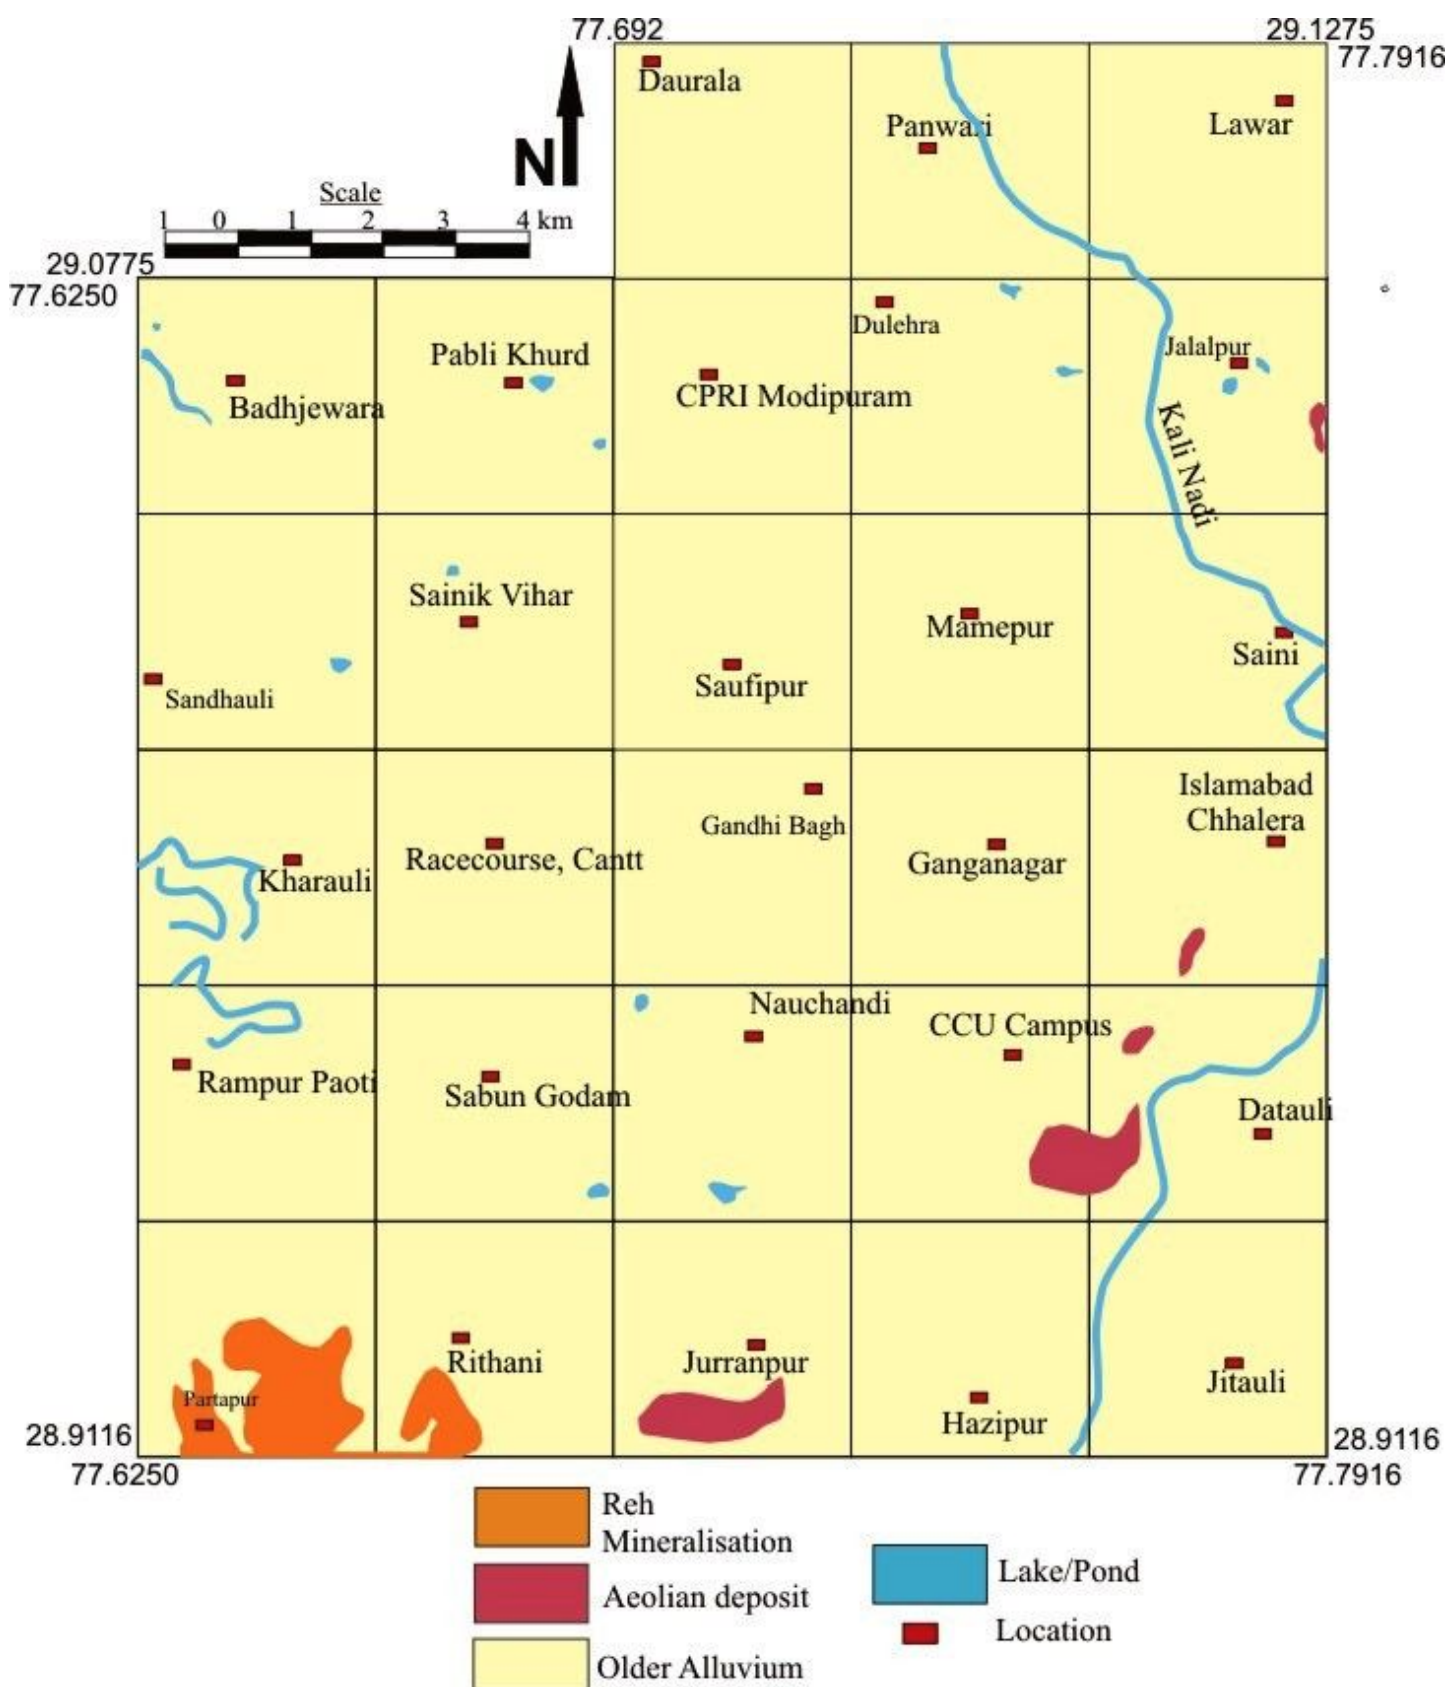 77.692
29.1275
77.7916
Daurala
Panwari
Lawar
N
Scale
1 0 1 2 3 4 km
29.0775
77.6250
Dulehra
Jalalpur
Pabli Khurd
CPRI Modipuram
Badhjewara
Kali Nadi
Sainik Vihar
Mamepur
Saini
Saufipur
Sandhauli
Islamabad
Chhalera
Gandhi Bagh
Racecourse, Cantt
Ganganagar
Kharauli
Nauchandi
CCU Campus
Rampur Paoti
Sabun Godam
Datauli
Rithani
Jurranpur
Jitauli
Partapur
Hazipur
28.9116
77.6250
28.9116
77.7916
Reh
Mineralisation
Aeolian deposit
Older Alluvium
Lake/Pond
Location